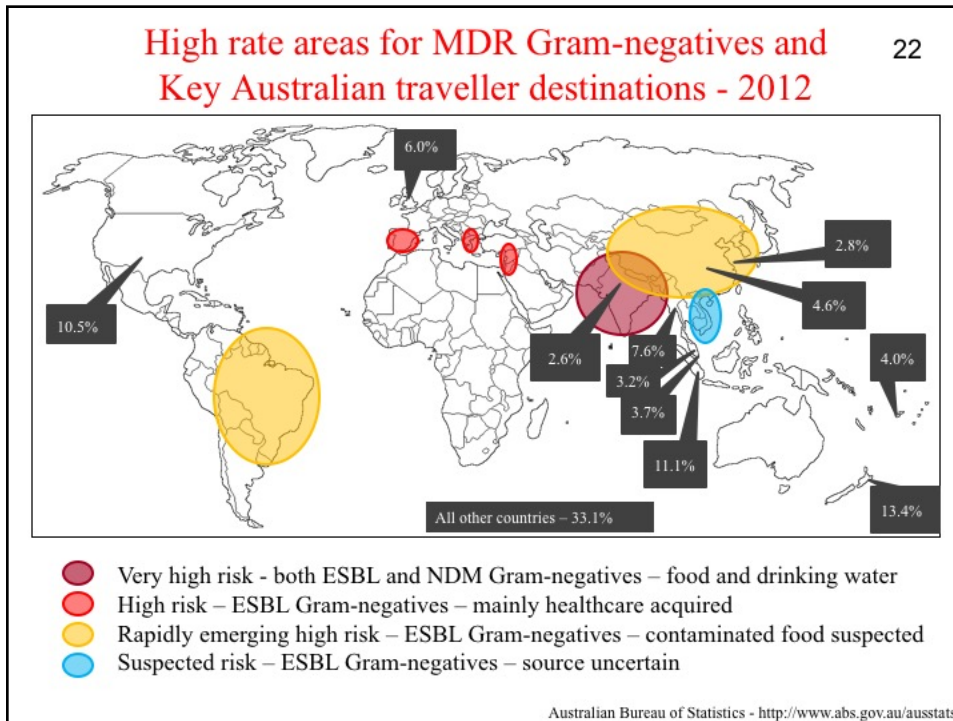 High rate areas for MDR Gram-negatives and
Key Australian traveller destinations - 2012
22
6.0%
2.8%
4.6%
10.5%
2.6%
7.6%
4.0%
3.2%
3.7%
11.1%
13.4%
All other countries – 33.1%
Very high risk - both ESBL and NDM Gram-negatives – food and drinking water
High risk – ESBL Gram-negatives – mainly healthcare acquired
Rapidly emerging high risk – ESBL Gram-negatives – contaminated food suspected
Suspected risk – ESBL Gram-negatives – source uncertain
Australian Bureau of Statistics - http://www.abs.gov.au/ausstats